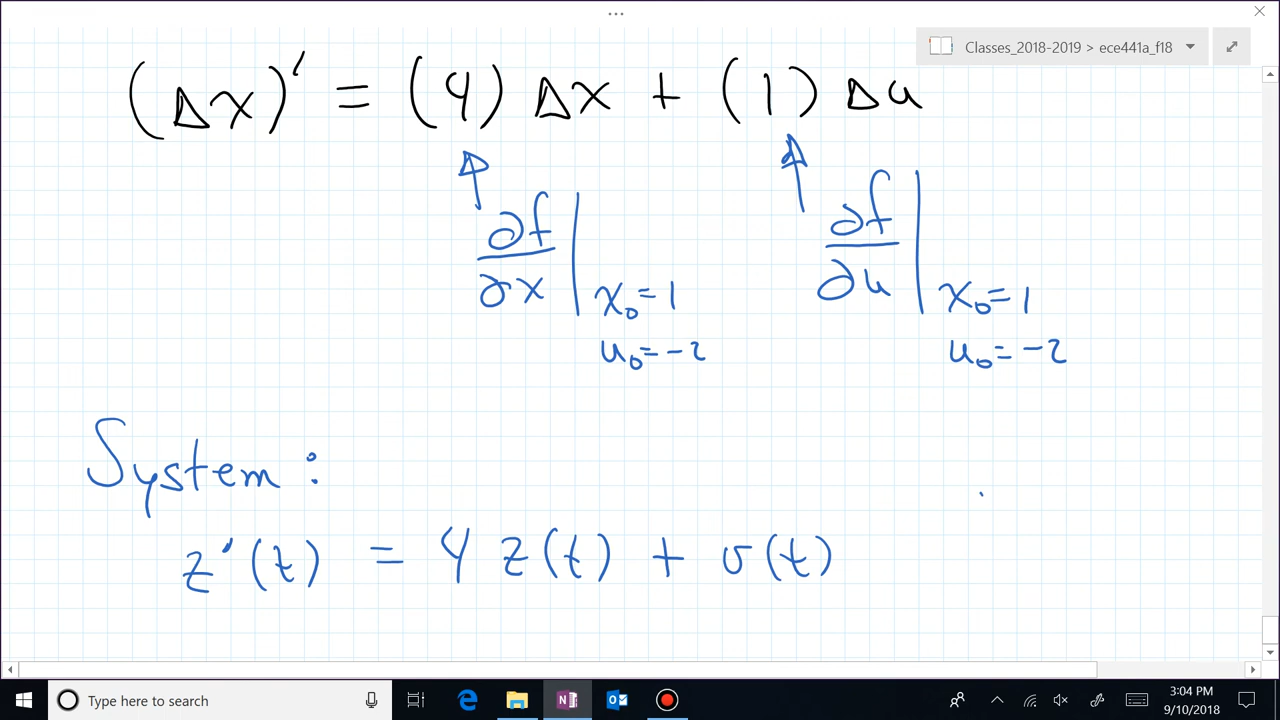 ...
Classes_2018-2019 > ece441a_f18
(Δx)' = (4) Δx + (1) Δu
∂f/∂x | x₀=1 u₀=-2
∂f/∂u | x₀=1 u₀=-2
System:
z'(t) = 4 z(t) + v(t)
Type here to search
3:04 PM
9/10/2018